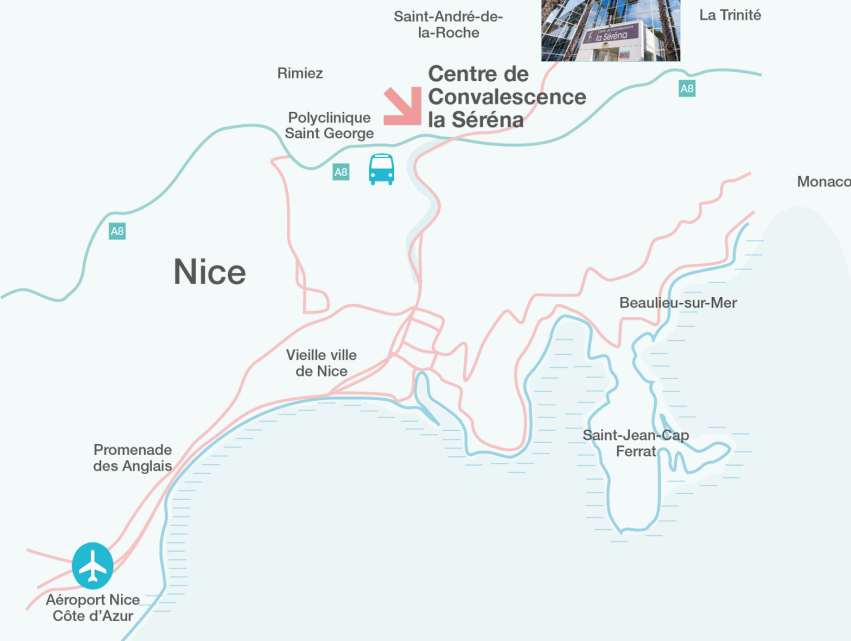 Saint-André-de-
la-Roche
La Trinité
la Séréna
Rimiez
Centre de
Convalescence
la Séréna
A8
Polyclinique
Saint George
A8
Monaco
A8
Nice
Beaulieu-sur-Mer
Vieille ville
de Nice
Saint-Jean-Cap
Ferrat
Promenade
des Anglais
Aéroport Nice
Côte d'Azur